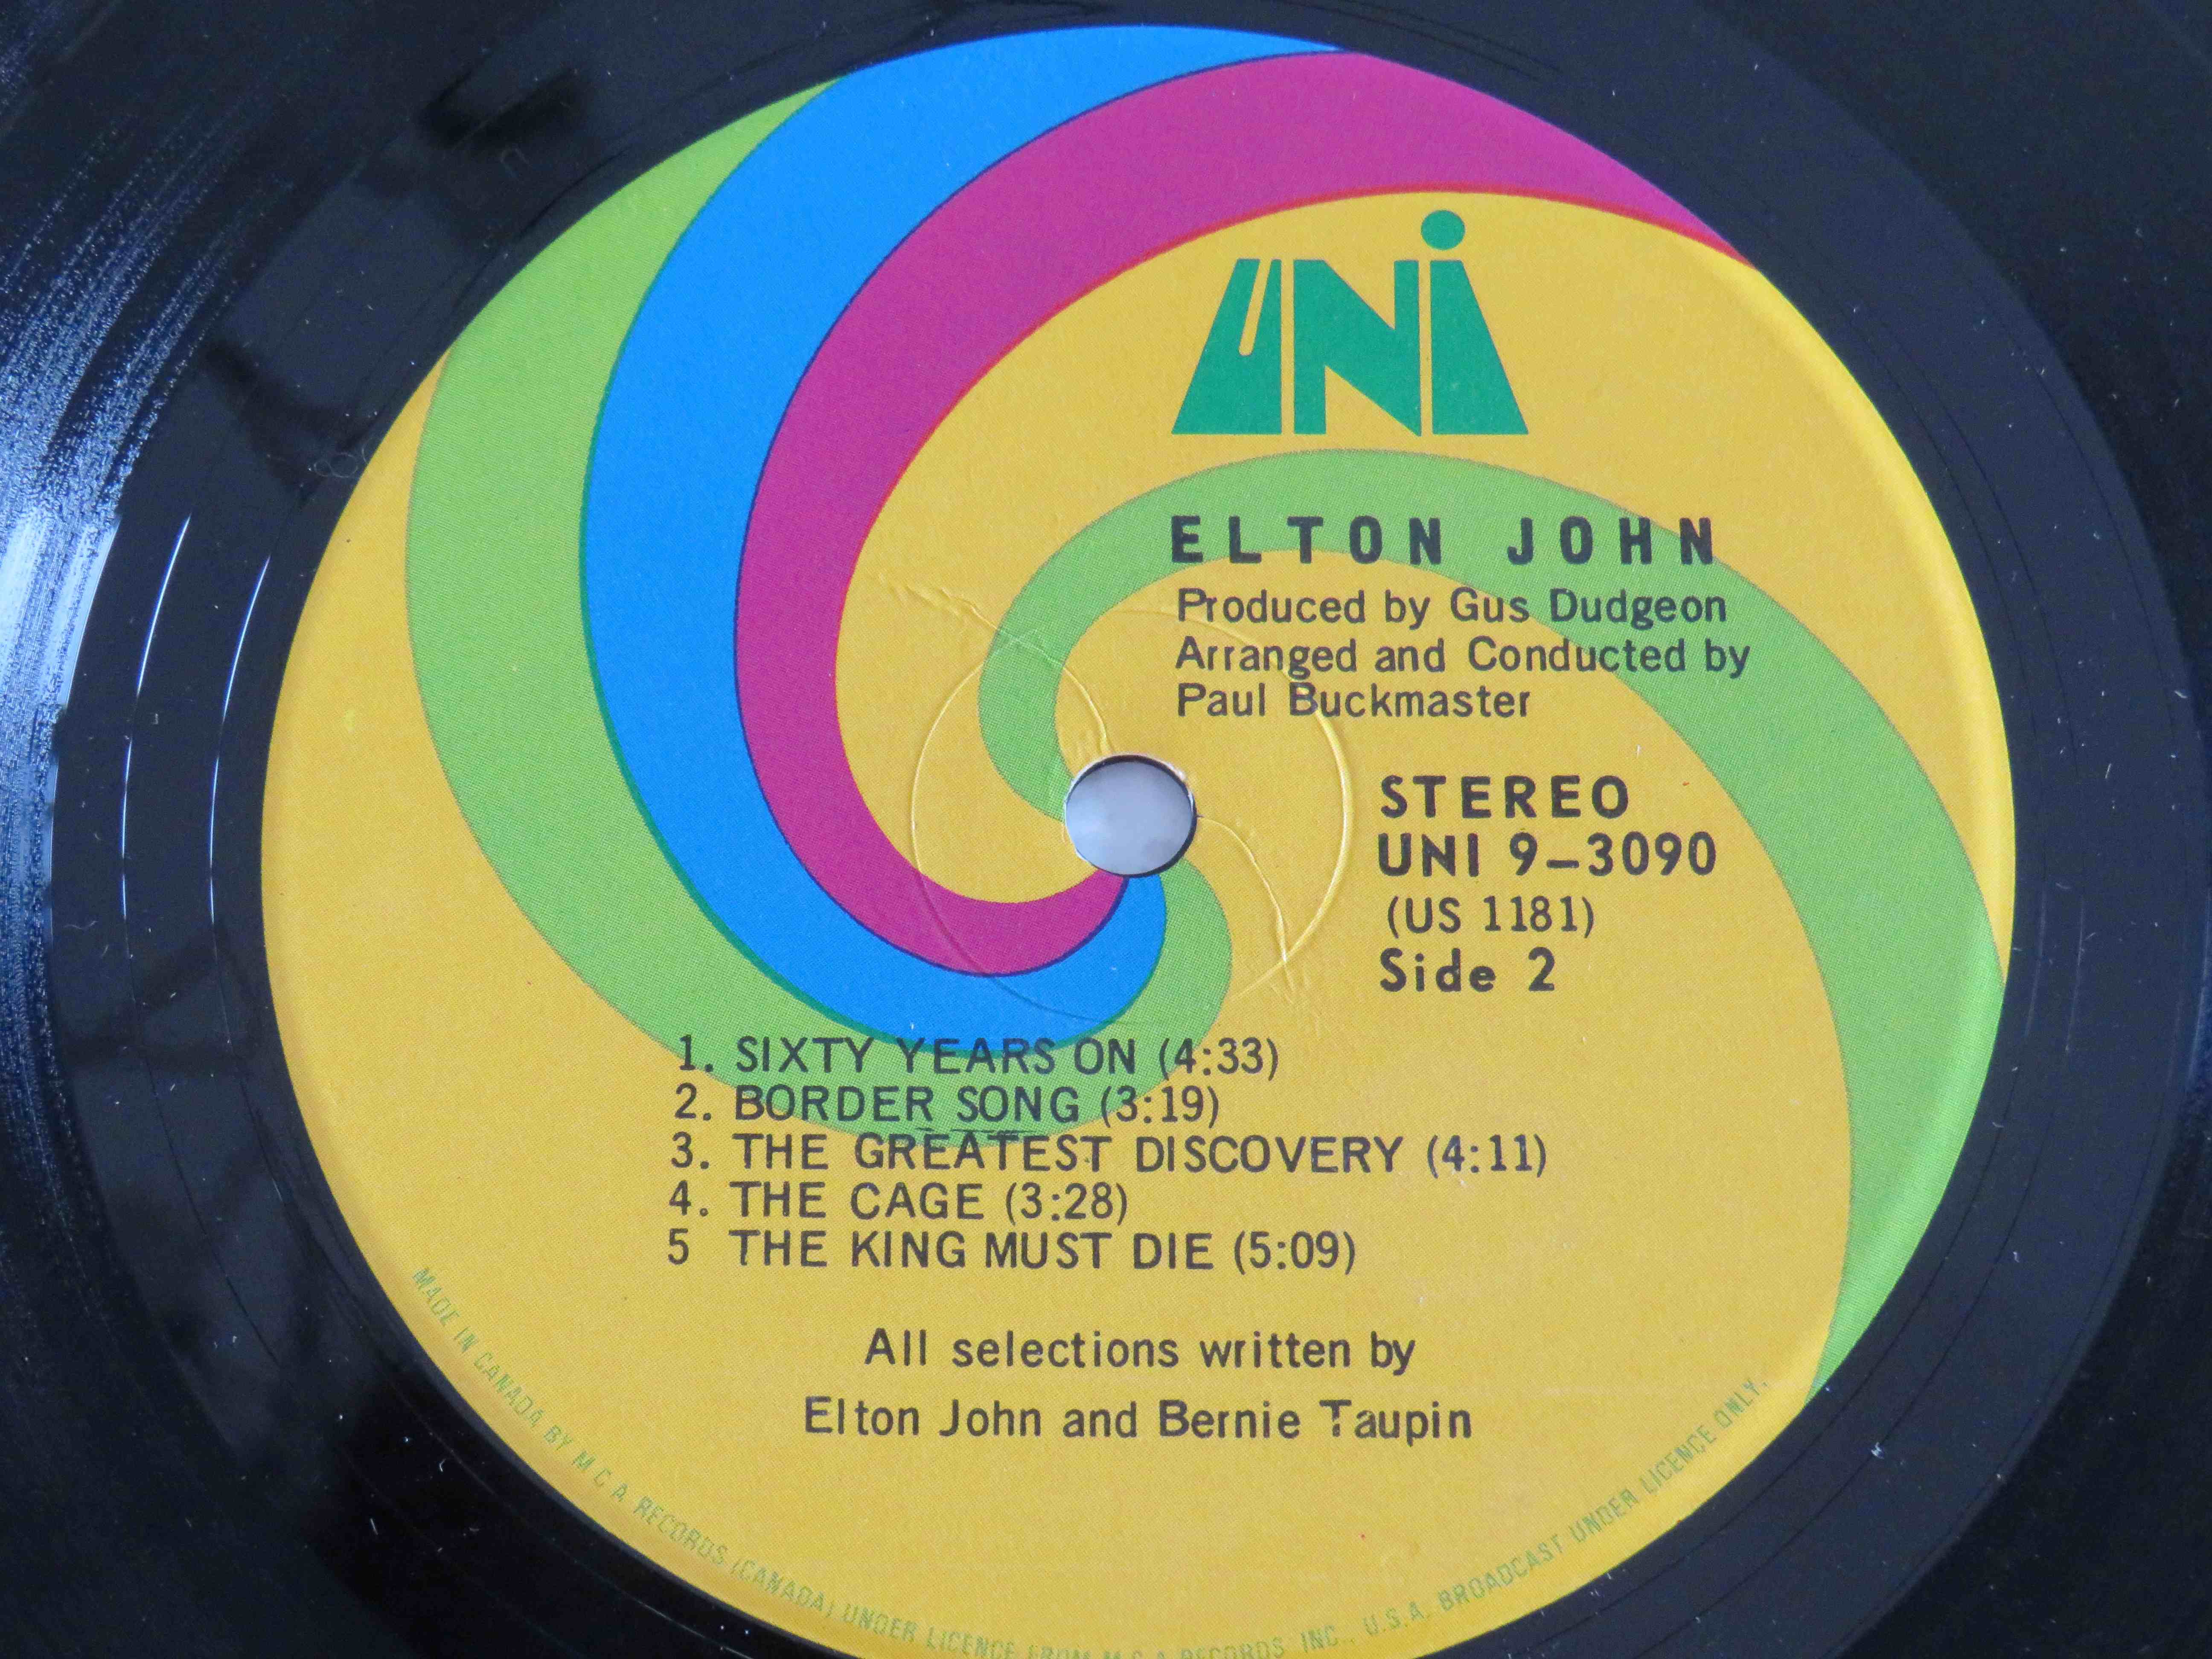 UNI
ELTON JOHN
Produced by Gus Dudgeon
Arranged and Conducted by
Paul Buckmaster
STEREO
UNI 9-3090
(US 1181)
Side 2
1. SIXTY YEARS ON (4:33)
2. BORDER SONG (3:19)
3. THE GREATEST DISCOVERY (4:11)
4. THE CAGE (3:28)
5 THE KING MUST DIE (5:09)
All selections written by
Elton John and Bernie Taupin
MADE IN CANADA BY M C A RECORDS (CANADA) UNDER LICENCE FROM M C A RECORDS, INC., U.S.A. BROADCAST UNDER LICENCE ONLY.